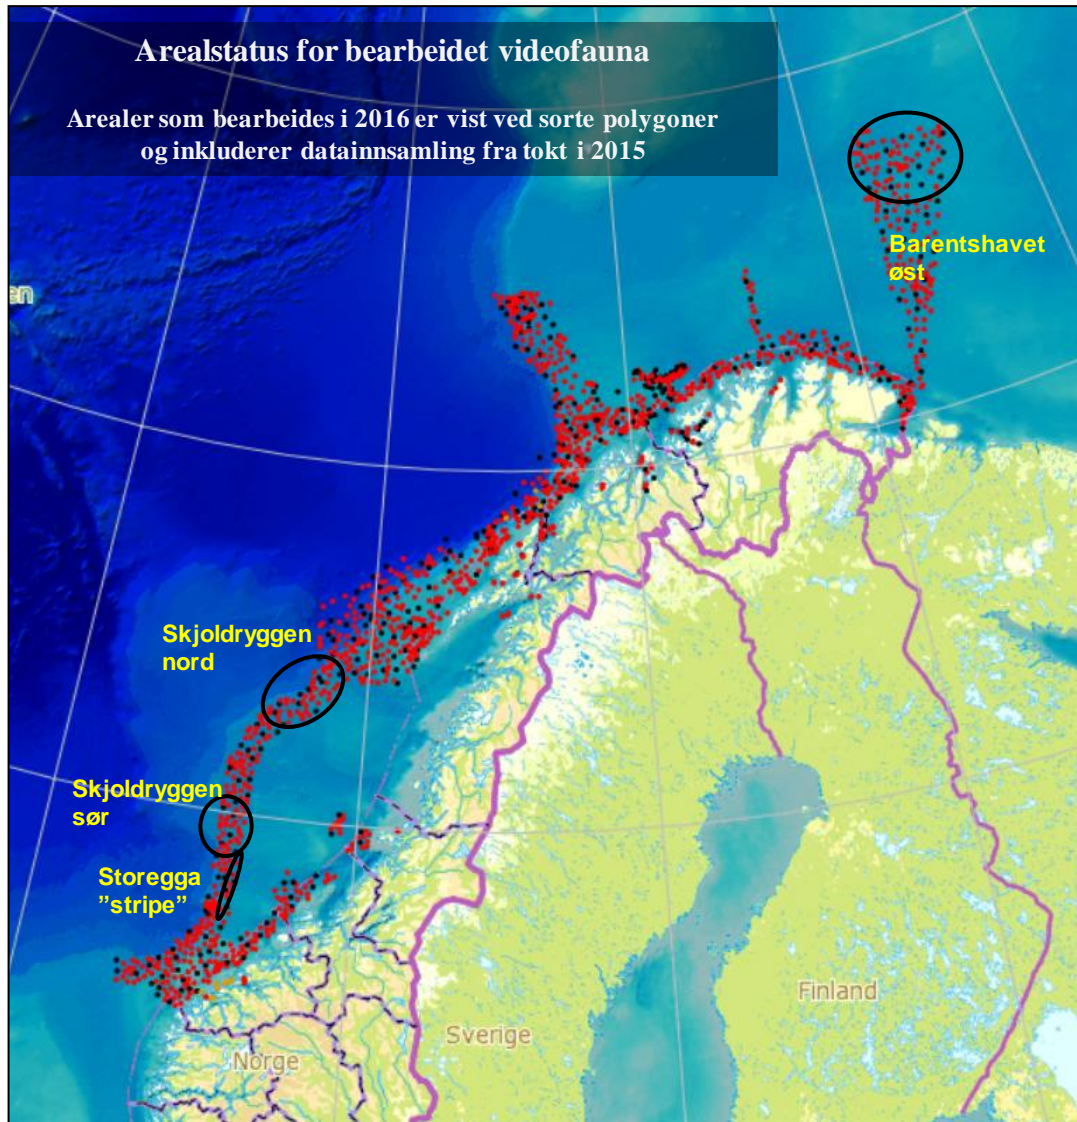 Arealstatus for bearbeidet videofauna
Arealer som bearbeides i 2016 er vist ved sorte polygoner
og inkluderer datainnsamling fra tokt i 2015
Barentshavet
øst
en
Skjoldryggen
nord
Skjoldryggen
sør
Storegga
”stripe”
Finland
Sverige
Norge